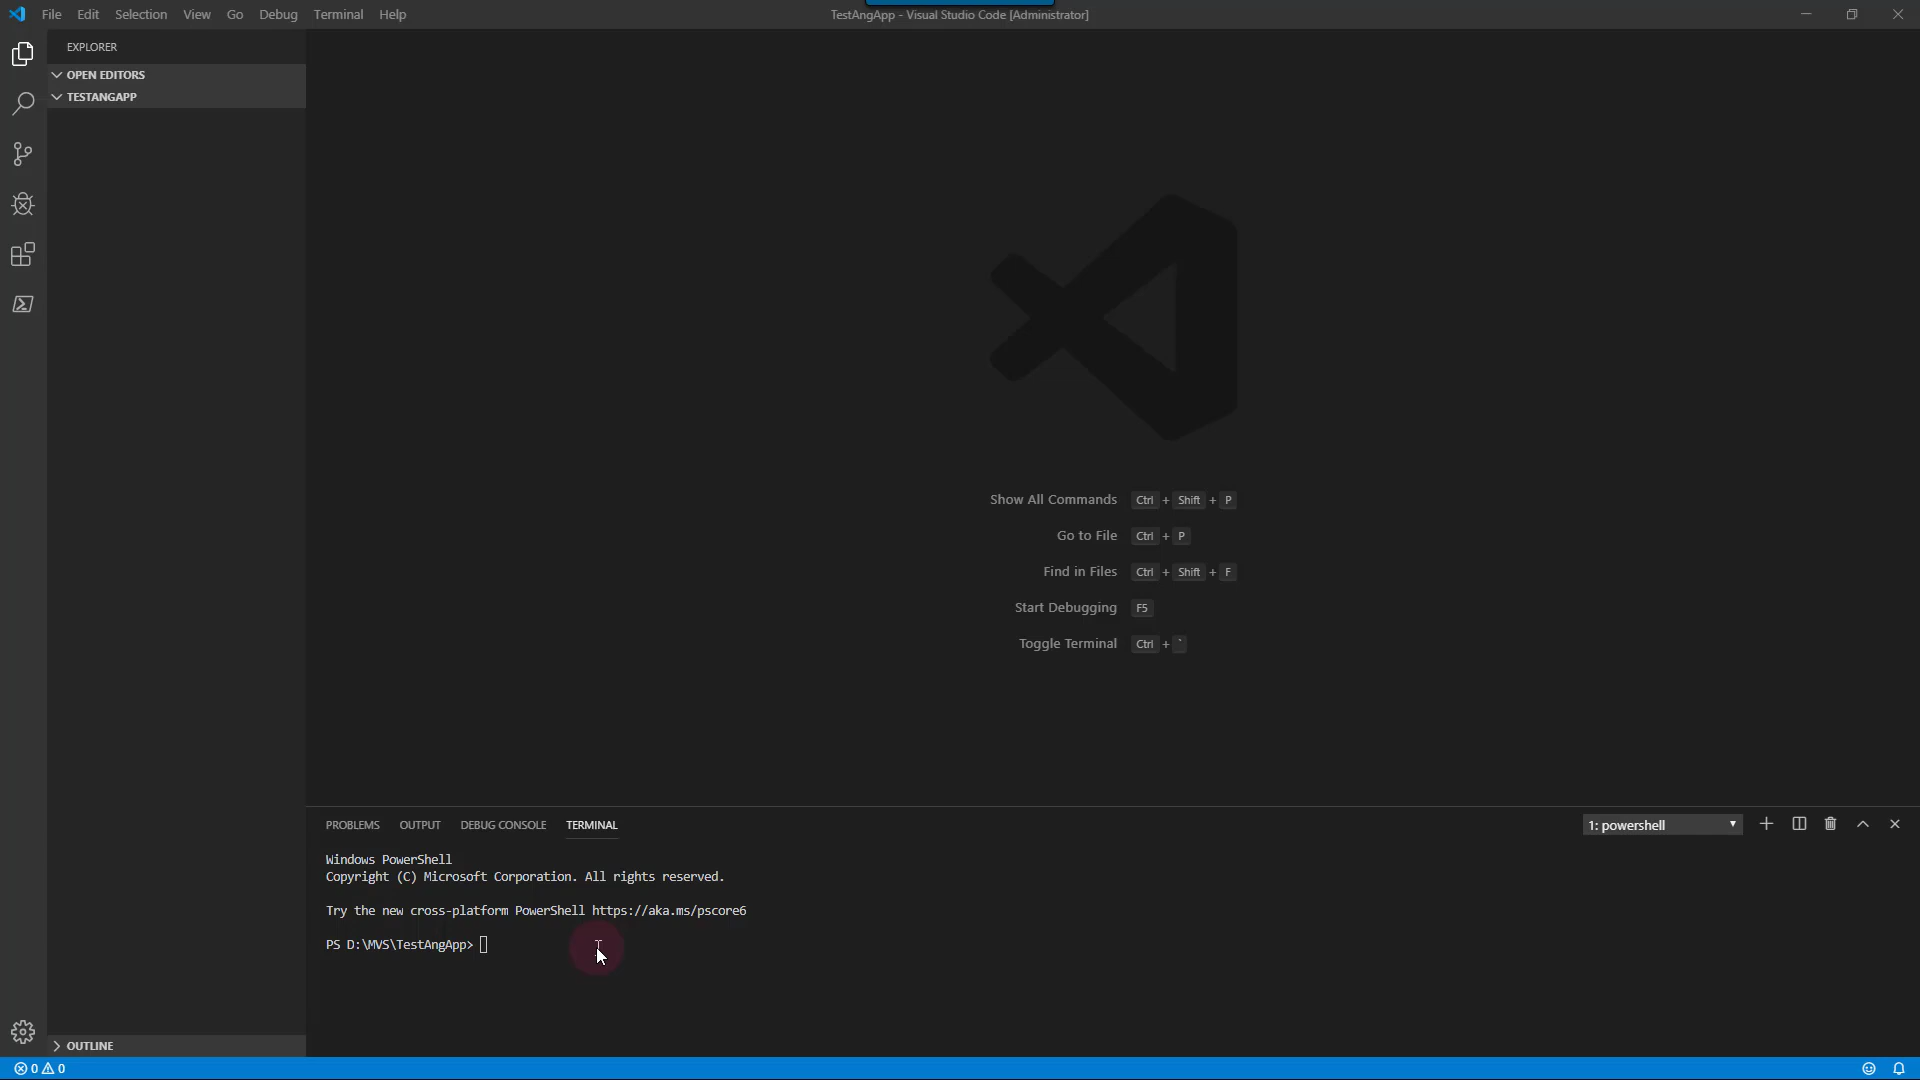 File Edit Selection View Go Debug Terminal Help
TestAngApp - Visual Studio Code [Administrator]
EXPLORER
OPEN EDITORS
TESTANGAPP
Show All Commands Ctrl + Shift + P
Go to File Ctrl + P
Find in Files Ctrl + Shift + F
Start Debugging F5
Toggle Terminal Ctrl + `
PROBLEMS OUTPUT DEBUG CONSOLE TERMINAL
1: powershell
Windows PowerShell
Copyright (C) Microsoft Corporation. All rights reserved.
Try the new cross-platform PowerShell https://aka.ms/pscore6
PS D:\MVS\TestAngApp>
OUTLINE
0 0